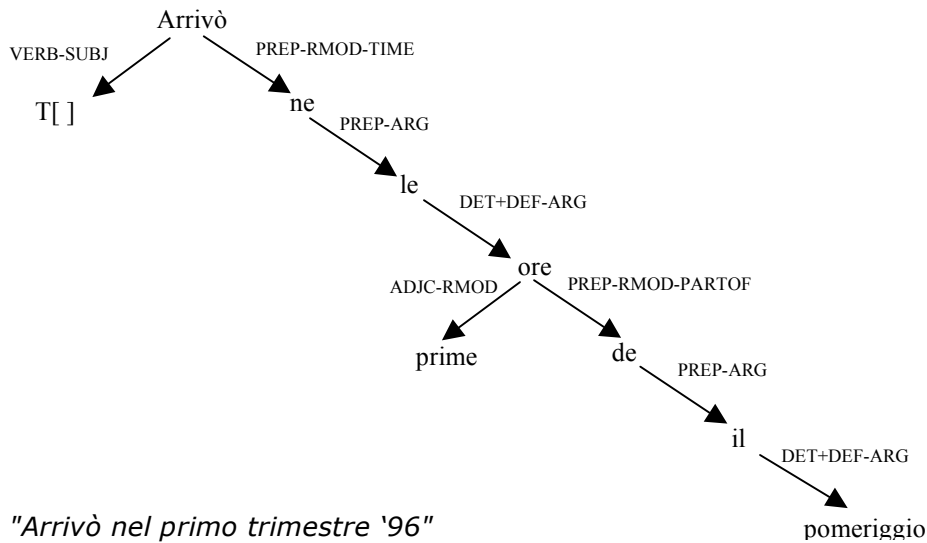 Arrivò
VERB-SUBJ PREP-RMOD-TIME
T[ ] ne
PREP-ARG
le
DET+DEF-ARG
ore
ADJC-RMOD PREP-RMOD-PARTOF
prime de
PREP-ARG
il
DET+DEF-ARG
"Arrivò nel primo trimestre ‘96" pomeriggio